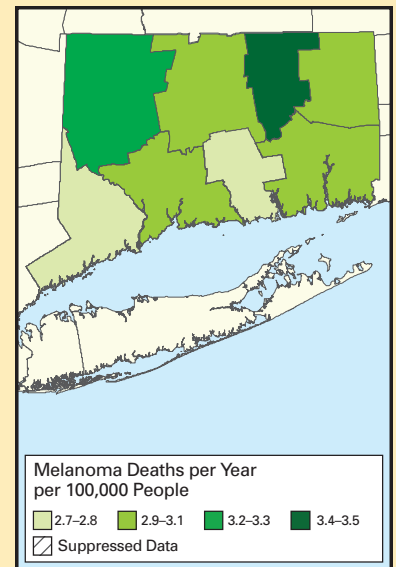 Melanoma Deaths per Year
per 100,000 People
2.7–2.8 2.9–3.1 3.2–3.3 3.4–3.5
Suppressed Data